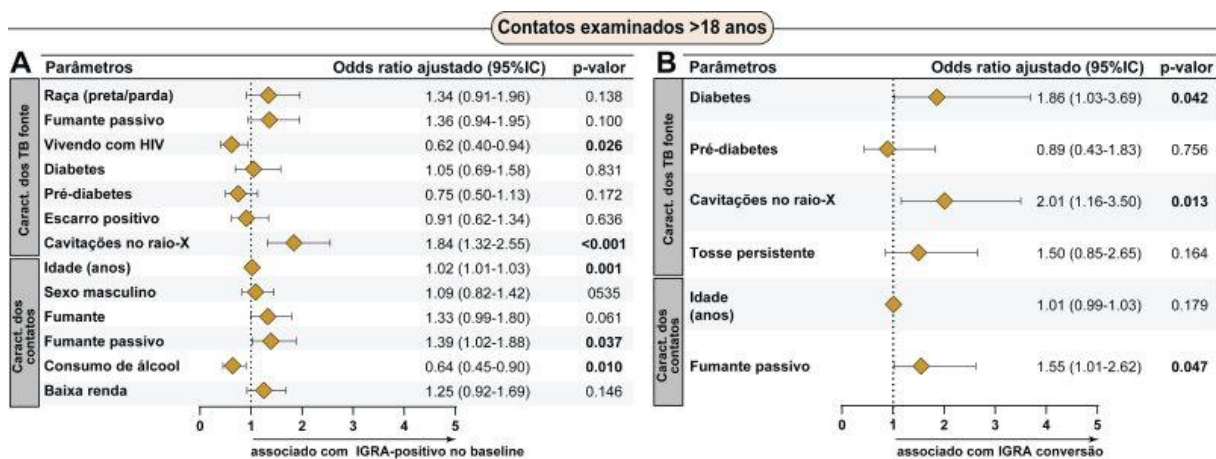 Contatos examinados >18 anos
A Parâmetros Odds ratio ajustado (95%IC) p-valor
Caract. dos TB fonte
Raça (preta/parda) 1.34 (0.91-1.96) 0.138
Fumante passivo 1.36 (0.94-1.95) 0.100
Vivendo com HIV 0.62 (0.40-0.94) 0.026
Diabetes 1.05 (0.69-1.58) 0.831
Pré-diabetes 0.75 (0.50-1.13) 0.172
Escarro positivo 0.91 (0.62-1.34) 0.636
Cavitações no raio-X 1.84 (1.32-2.55) <0.001
Caract. dos
contatos
Idade (anos) 1.02 (1.01-1.03) 0.001
Sexo masculino 1.09 (0.82-1.42) 0535
Fumante 1.33 (0.99-1.80) 0.061
Fumante passivo 1.39 (1.02-1.88) 0.037
Consumo de álcool 0.64 (0.45-0.90) 0.010
Baixa renda 1.25 (0.92-1.69) 0.146
0 1 2 3 4 5
associado com IGRA-positivo no baseline
B Parâmetros Odds ratio ajustado (95%IC) p-valor
Caract. dos TB fonte
Diabetes 1.86 (1.03-3.69) 0.042
Pré-diabetes 0.89 (0.43-1.83) 0.756
Cavitações no raio-X 2.01 (1.16-3.50) 0.013
Tosse persistente 1.50 (0.85-2.65) 0.164
Caract. dos
contatos
Idade
(anos) 1.01 (0.99-1.03) 0.179
Fumante passivo 1.55 (1.01-2.62) 0.047
0 1 2 3 4 5
associado com IGRA conversão